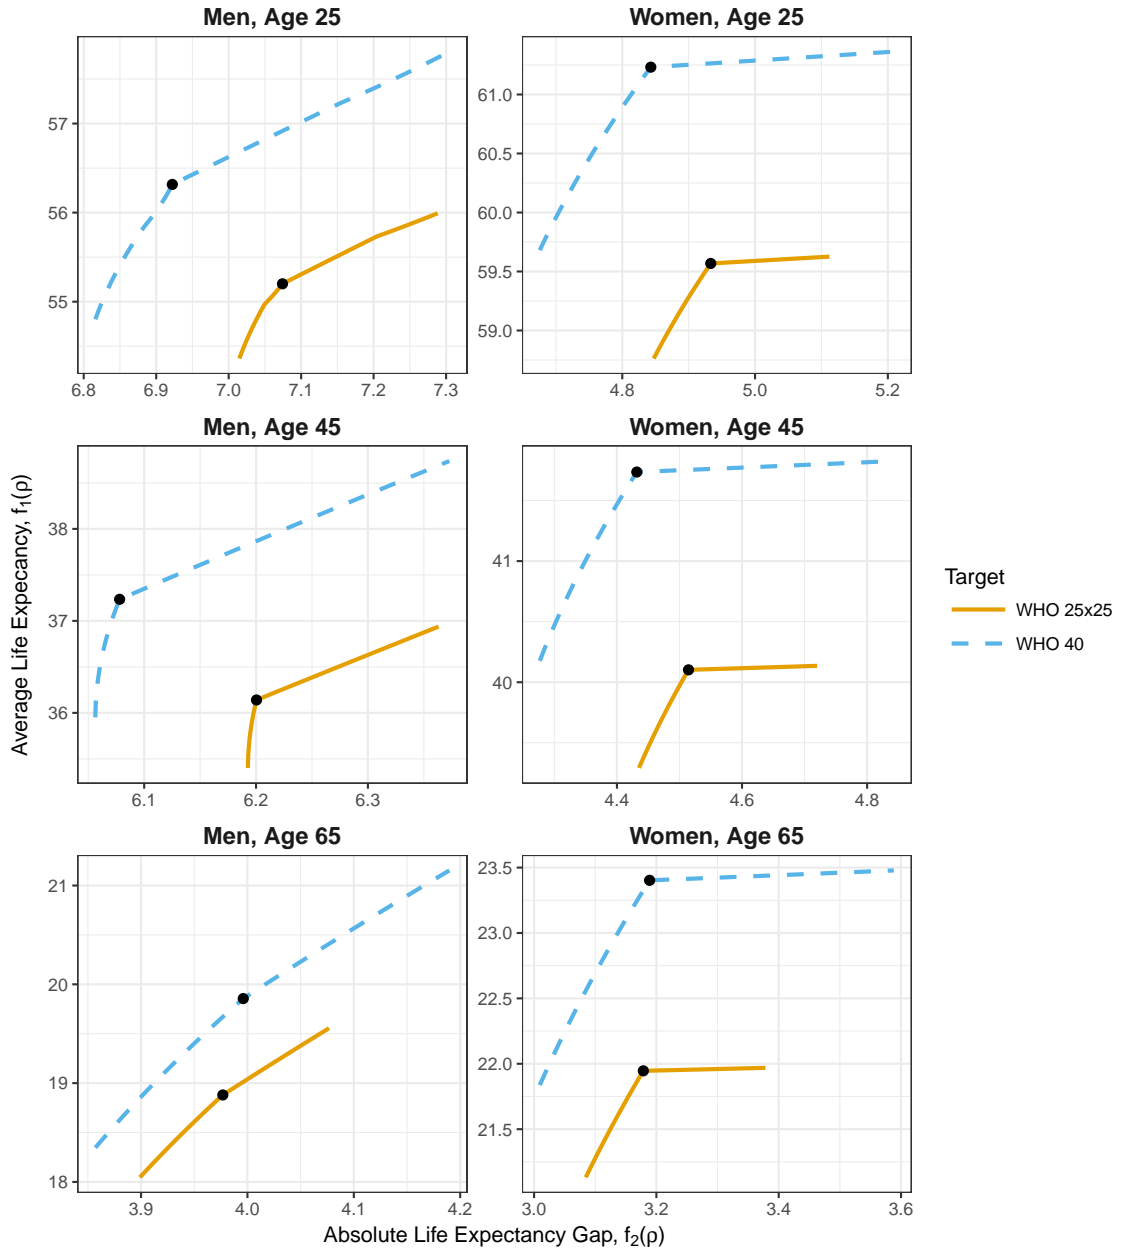 Men, Age 25
Women, Age 25
57
56
55
6.8 6.9 7.0 7.1 7.2 7.3
61.0
60.5
60.0
59.5
59.0
4.8 5.0 5.2
Men, Age 45
Women, Age 45
38
37
36
6.1 6.2 6.3
41
40
4.4 4.6 4.8
Men, Age 65
Women, Age 65
21
20
19
18
3.9 4.0 4.1 4.2
23.5
23.0
22.5
22.0
21.5
3.0 3.2 3.4 3.6
Average Life Expecancy, f1(ρ)
Absolute Life Expectancy Gap, f2(ρ)
Target
WHO 25x25
WHO 40